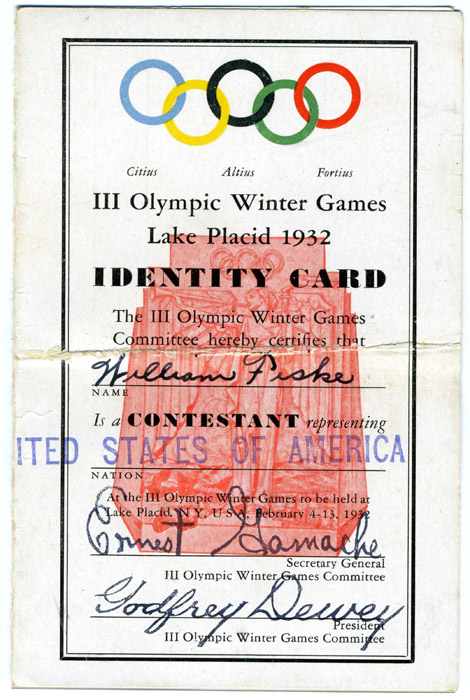 Citius Altius Fortius
III Olympic Winter Games
Lake Placid 1932
IDENTITY CARD
The III Olympic Winter Games
Committee hereby certifies that
William Fiske
NAME
Is a CONTESTANT representing
ITED STATES OF AMERICA
NATION
At the III Olympic Winter Games to be held at
Lake Placid, N.Y., U.S.A. February 4-13, 1932
Ernest Gamache
Secretary General
III Olympic Winter Games Committee
Godfrey Dewey
President
III Olympic Winter Games Committee